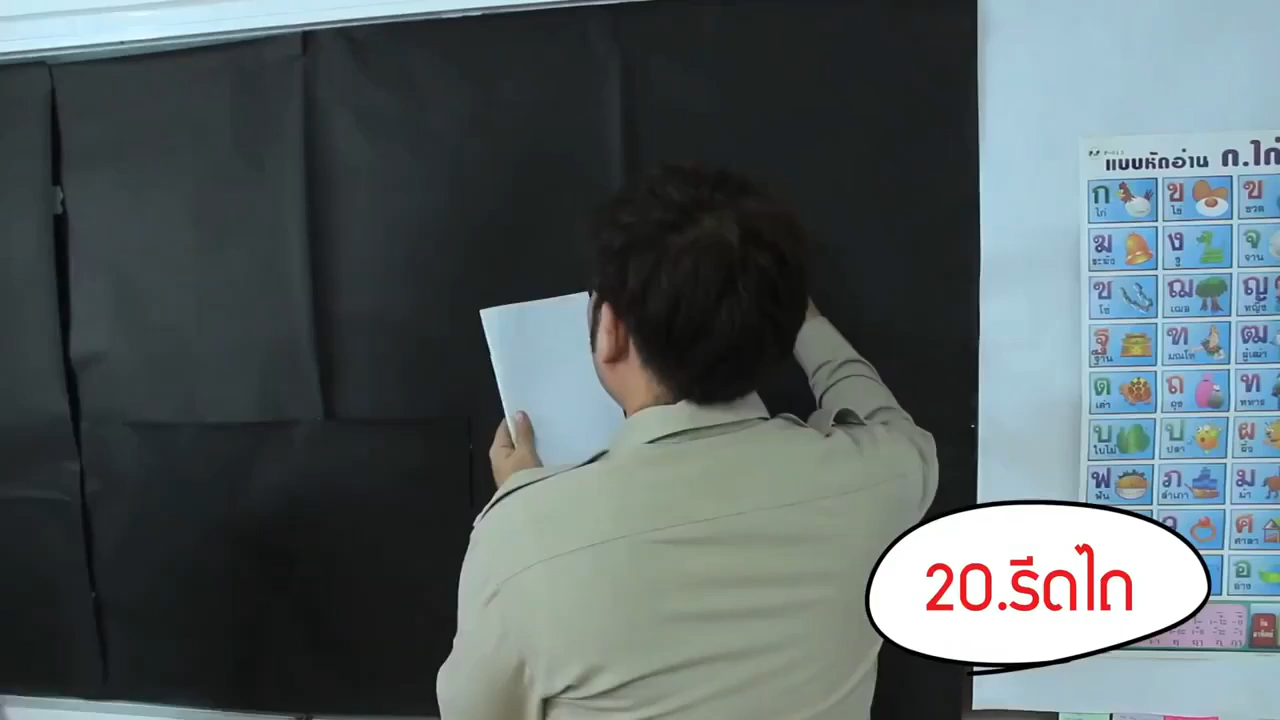 แบบหัดอ่าน ก.ไก่
ก ข ฃ
ไก่ ไข่ ขวด
ฆ ง จ
ระฆัง งู จาน
ซ ฌ ญ
โซ่ เฌอ หญิง
ฐ ฑ ฒ
ฐาน มณโฑ ผู้เฒ่า
ด ถ ท
เต่า ถุง ทหาร
บ ป ผ
ใบไม้ ปลา ผึ้ง
ฟ ภ ม
ฟัน สำเภา ม้า
ว ศ
ศาลา
อ
อ่าง
20.รีดไถ